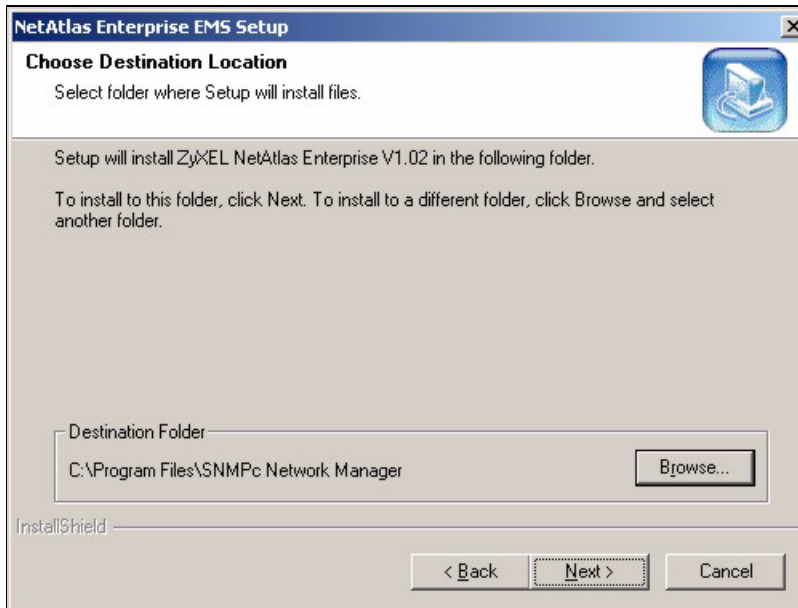 NetAtlas Enterprise EMS Setup
Choose Destination Location
Select folder where Setup will install files.
Setup will install ZyXEL NetAtlas Enterprise V1.02 in the following folder.
To install to this folder, click Next. To install to a different folder, click Browse and select
another folder.
Destination Folder
C:\Program Files\SNMPc Network Manager
Browse...
InstallShield
< Back
Next >
Cancel